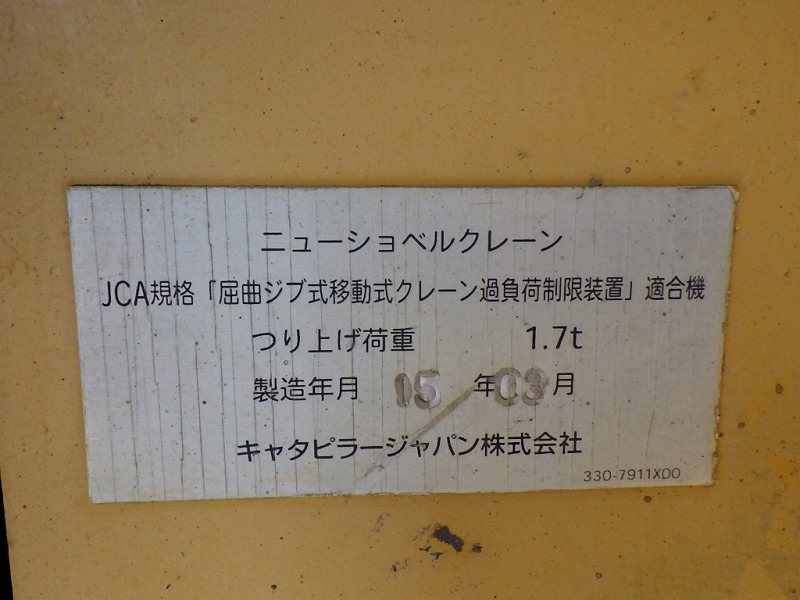 ニューショベルクレーン
JCA規格「屈曲ジブ式移動式クレーン過負荷制限装置」適合機
つり上げ荷重 1.7t
製造年月 15 年 03 月
キャタピラージャパン株式会社
330-7911XDO